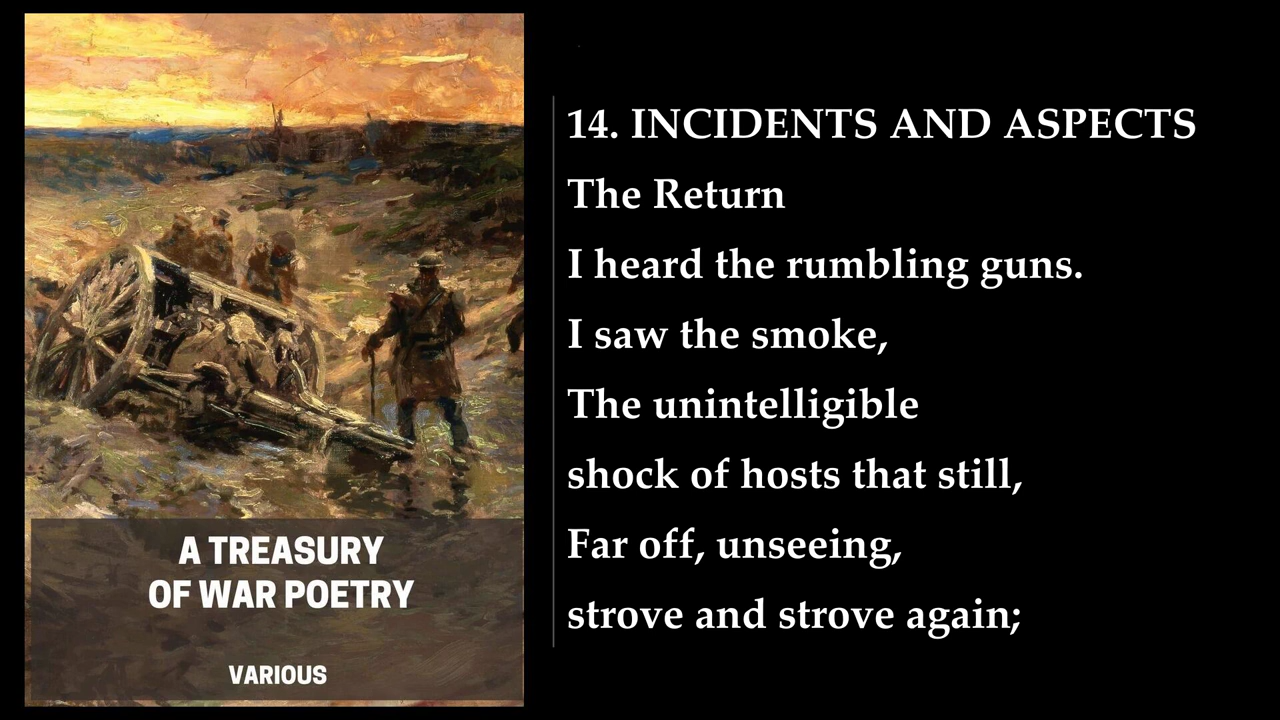 A TREASURY
OF WAR POETRY
VARIOUS
14. INCIDENTS AND ASPECTS
The Return
I heard the rumbling guns.
I saw the smoke,
The unintelligible
shock of hosts that still,
Far off, unseeing,
strove and strove again;